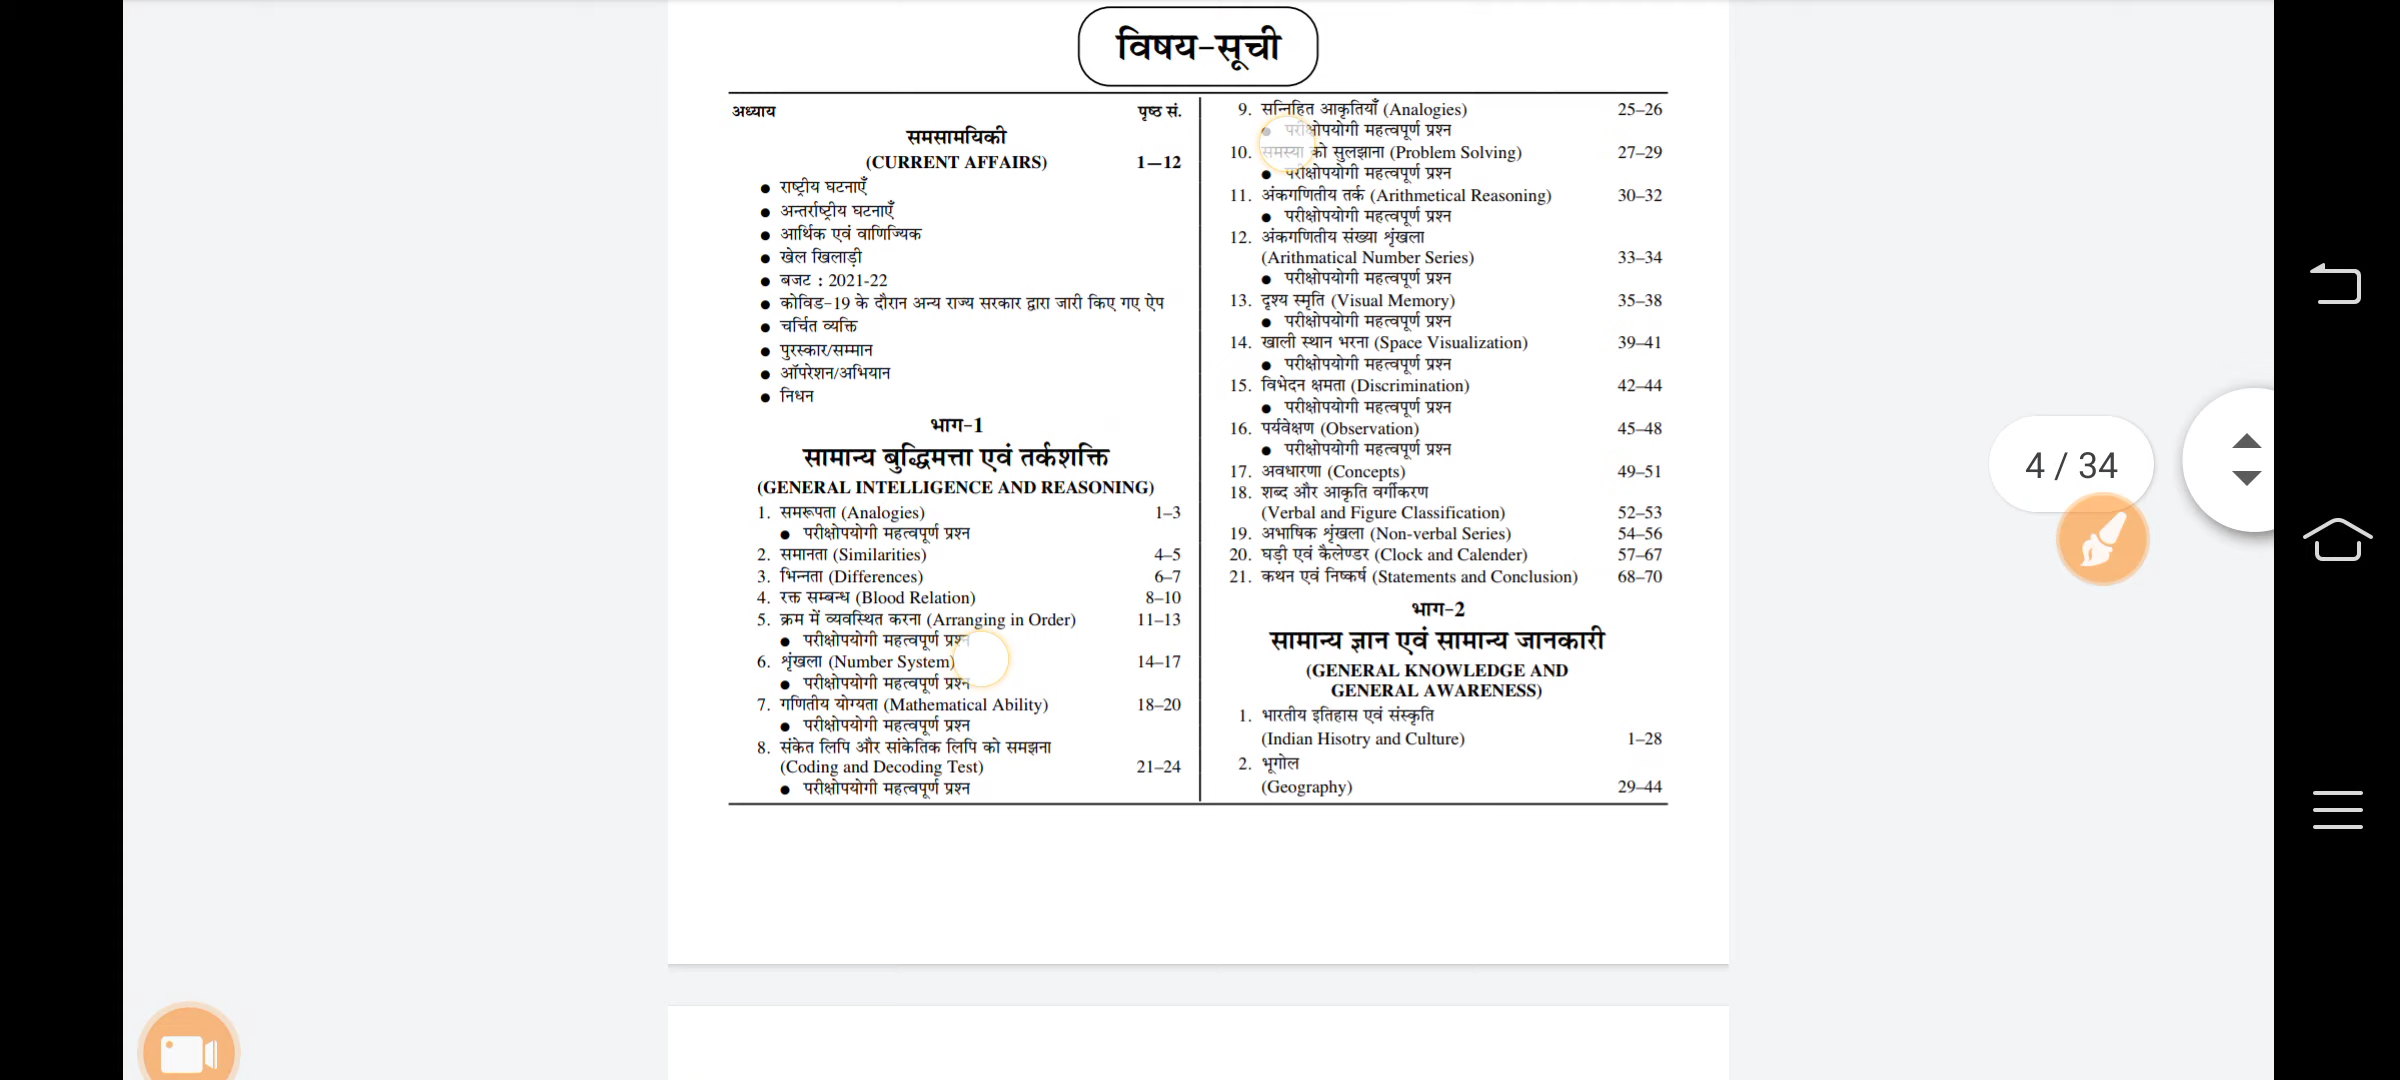 विषय-सूची
अध्याय पृष्ठ सं.
समसामयिकी
(CURRENT AFFAIRS) 1—12
● राष्ट्रीय घटनाएँ
● अन्तर्राष्ट्रीय घटनाएँ
● आर्थिक एवं वाणिज्यिक
● खेल खिलाड़ी
● बजट : 2021-22
● कोविड-19 के दौरान अन्य राज्य सरकार द्वारा जारी किए गए ऐप
● चर्चित व्यक्ति
● पुरस्कार/सम्मान
● ऑपरेशन/अभियान
● निधन
भाग-1
सामान्य बुद्धिमत्ता एवं तर्कशक्ति
(GENERAL INTELLIGENCE AND REASONING)
1. समरूपता (Analogies) 1–3
● परीक्षोपयोगी महत्वपूर्ण प्रश्न
2. समानता (Similarities) 4–5
3. भिन्नता (Differences) 6–7
4. रक्त सम्बन्ध (Blood Relation) 8–10
5. क्रम में व्यवस्थित करना (Arranging in Order) 11–13
● परीक्षोपयोगी महत्वपूर्ण प्रश्न
6. शृंखला (Number System) 14–17
● परीक्षोपयोगी महत्वपूर्ण प्रश्न
7. गणितीय योग्यता (Mathematical Ability) 18–20
● परीक्षोपयोगी महत्वपूर्ण प्रश्न
8. संकेत लिपि और सांकेतिक लिपि को समझना
(Coding and Decoding Test) 21–24
● परीक्षोपयोगी महत्वपूर्ण प्रश्न
9. सन्निहित आकृतियाँ (Analogies) 25–26
● परीक्षोपयोगी महत्वपूर्ण प्रश्न
10. समस्या को सुलझाना (Problem Solving) 27–29
● परीक्षोपयोगी महत्वपूर्ण प्रश्न
11. अंकगणितीय तर्क (Arithmetical Reasoning) 30–32
● परीक्षोपयोगी महत्वपूर्ण प्रश्न
12. अंकगणितीय संख्या शृंखला
(Arithmatical Number Series) 33–34
● परीक्षोपयोगी महत्वपूर्ण प्रश्न
13. दृश्य स्मृति (Visual Memory) 35–38
● परीक्षोपयोगी महत्वपूर्ण प्रश्न
14. खाली स्थान भरना (Space Visualization) 39–41
● परीक्षोपयोगी महत्वपूर्ण प्रश्न
15. विभेदन क्षमता (Discrimination) 42–44
● परीक्षोपयोगी महत्वपूर्ण प्रश्न
16. पर्यवेक्षण (Observation) 45–48
● परीक्षोपयोगी महत्वपूर्ण प्रश्न
17. अवधारणा (Concepts) 49–51
18. शब्द और आकृति वर्गीकरण
(Verbal and Figure Classification) 52–53
19. अभाषिक शृंखला (Non-verbal Series) 54–56
20. घड़ी एवं कैलेण्डर (Clock and Calender) 57–67
21. कथन एवं निष्कर्ष (Statements and Conclusion) 68–70
भाग-2
सामान्य ज्ञान एवं सामान्य जानकारी
(GENERAL KNOWLEDGE AND
GENERAL AWARENESS)
1. भारतीय इतिहास एवं संस्कृति
(Indian Hisotry and Culture) 1–28
2. भूगोल
(Geography) 29–44
4 / 34